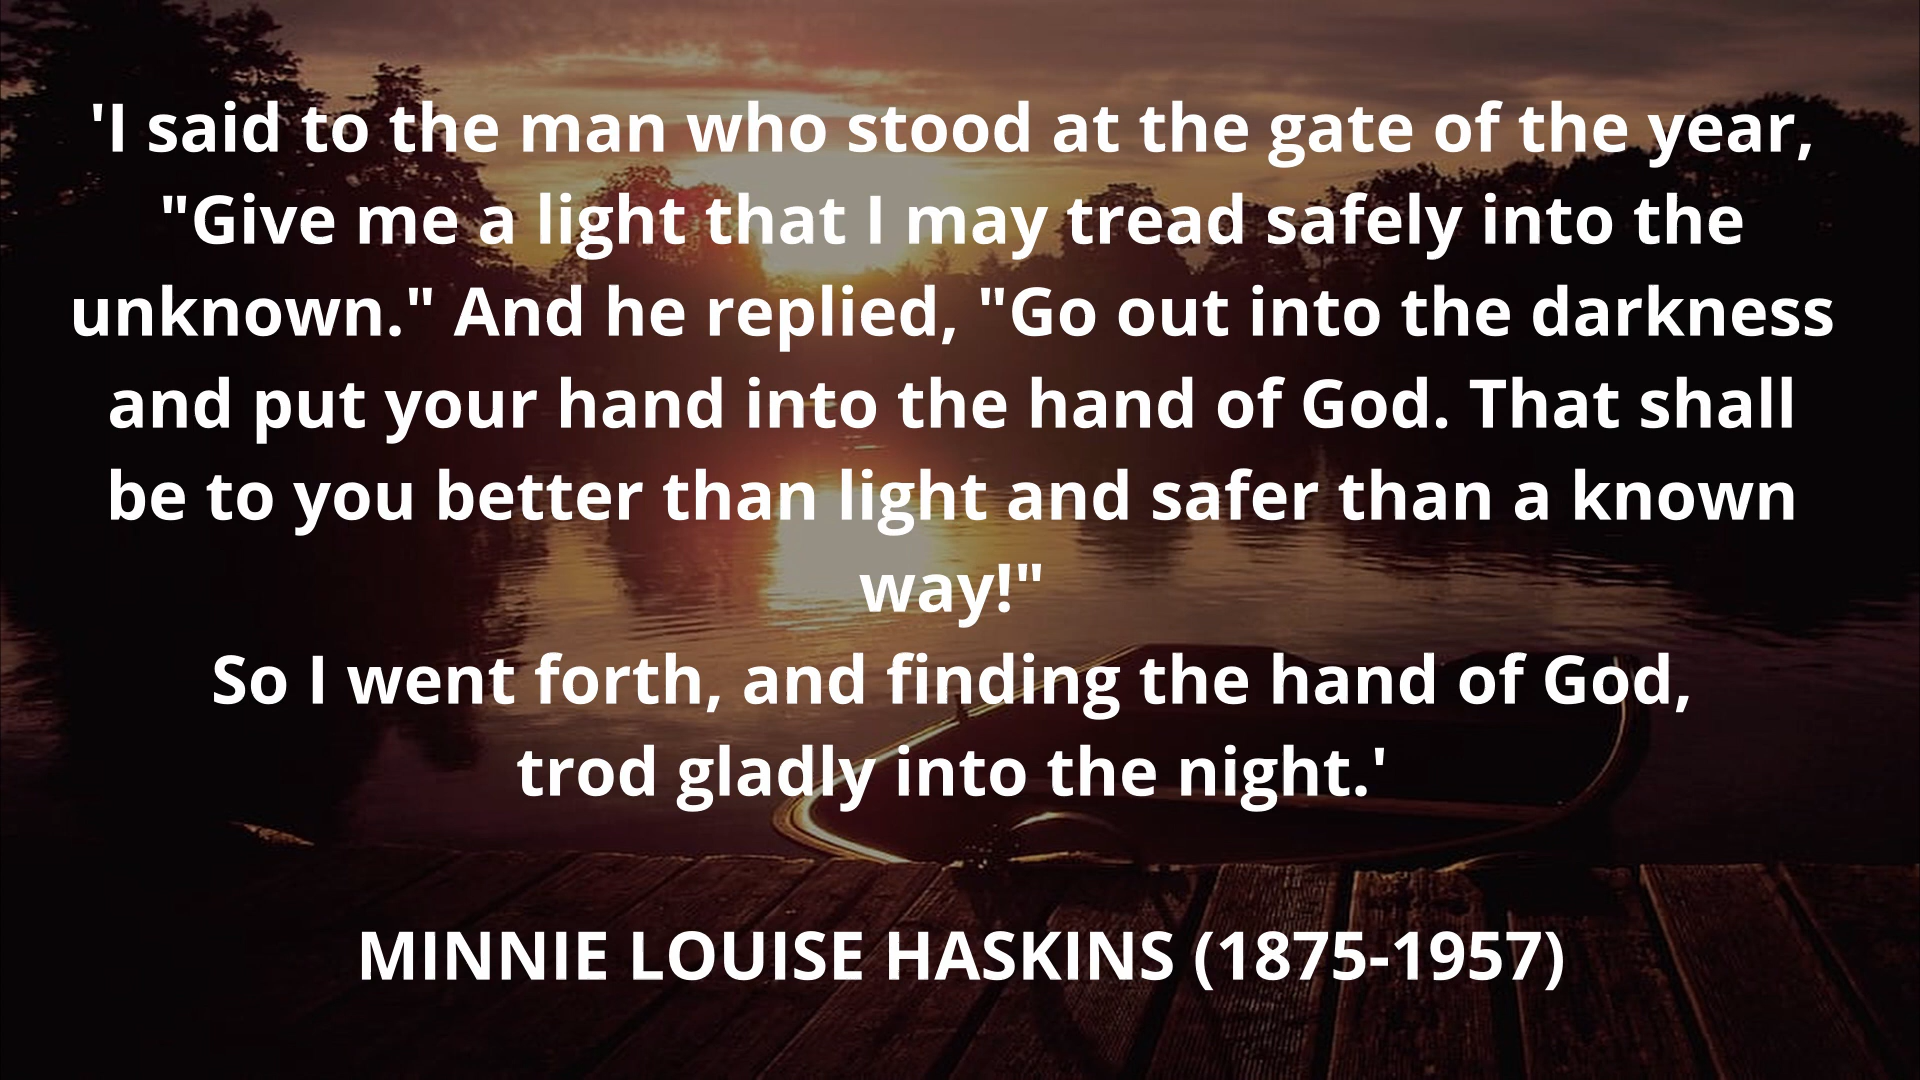 'I said to the man who stood at the gate of the year,
"Give me a light that I may tread safely into the
unknown." And he replied, "Go out into the darkness
and put your hand into the hand of God. That shall
be to you better than light and safer than a known
way!"
So I went forth, and finding the hand of God,
trod gladly into the night.'
MINNIE LOUISE HASKINS (1875-1957)